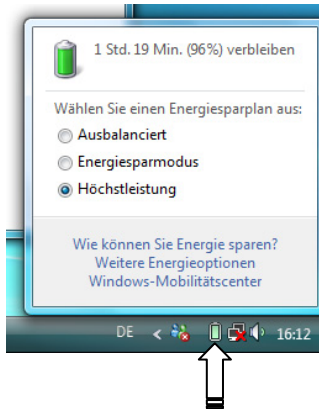 1 Std. 19 Min. (96%) verbleiben
Wählen Sie einen Energiesparplan aus:
Ausbalanciert
Energiesparmodus
Höchstleistung
Wie können Sie Energie sparen?
Weitere Energieoptionen
Windows-Mobilitätscenter
DE < 16:12